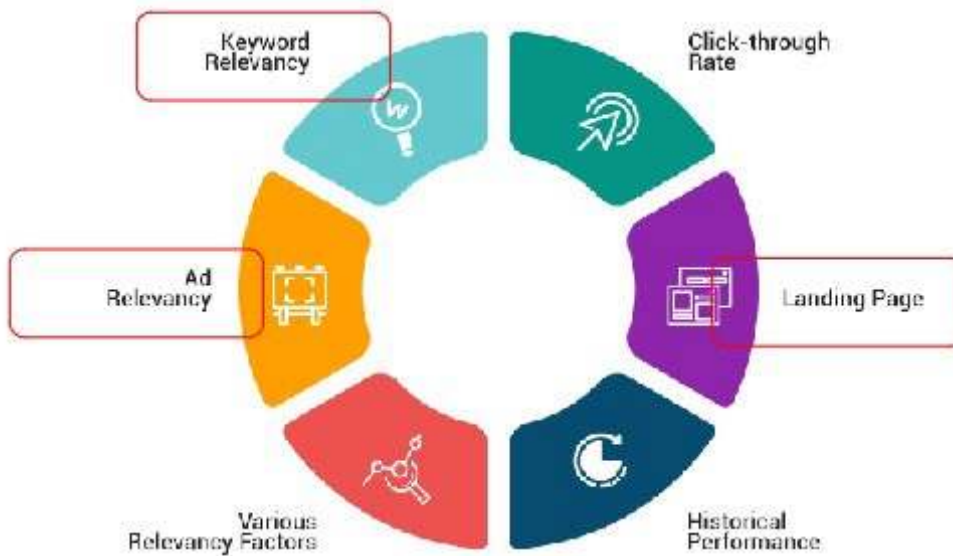 Keyword
Relevancy
Click-through
Rate
Ad
Relevancy
Landing Page
Various
Relevancy Factors
Historical
Performance